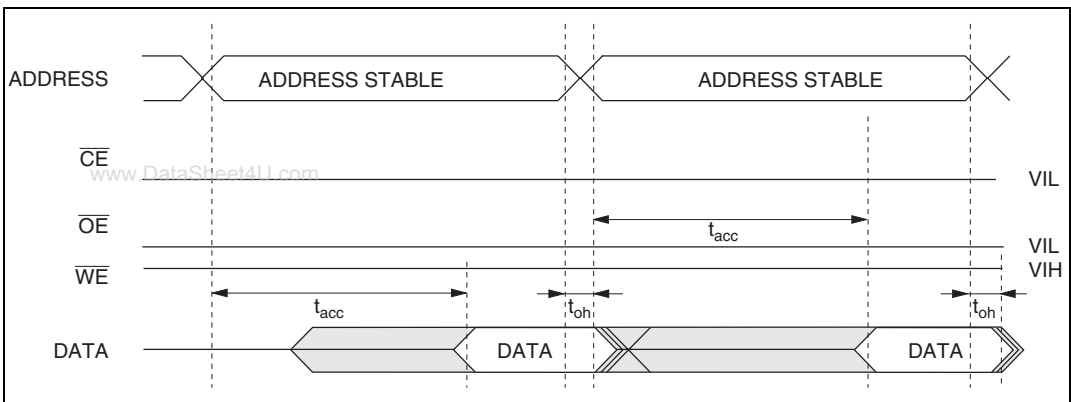 ADDRESS
ADDRESS STABLE
ADDRESS STABLE
CE
www.DataSheet4U.com
VIL
OE
tacc
VIL
WE
VIH
tacc
toh
toh
DATA
DATA
DATA